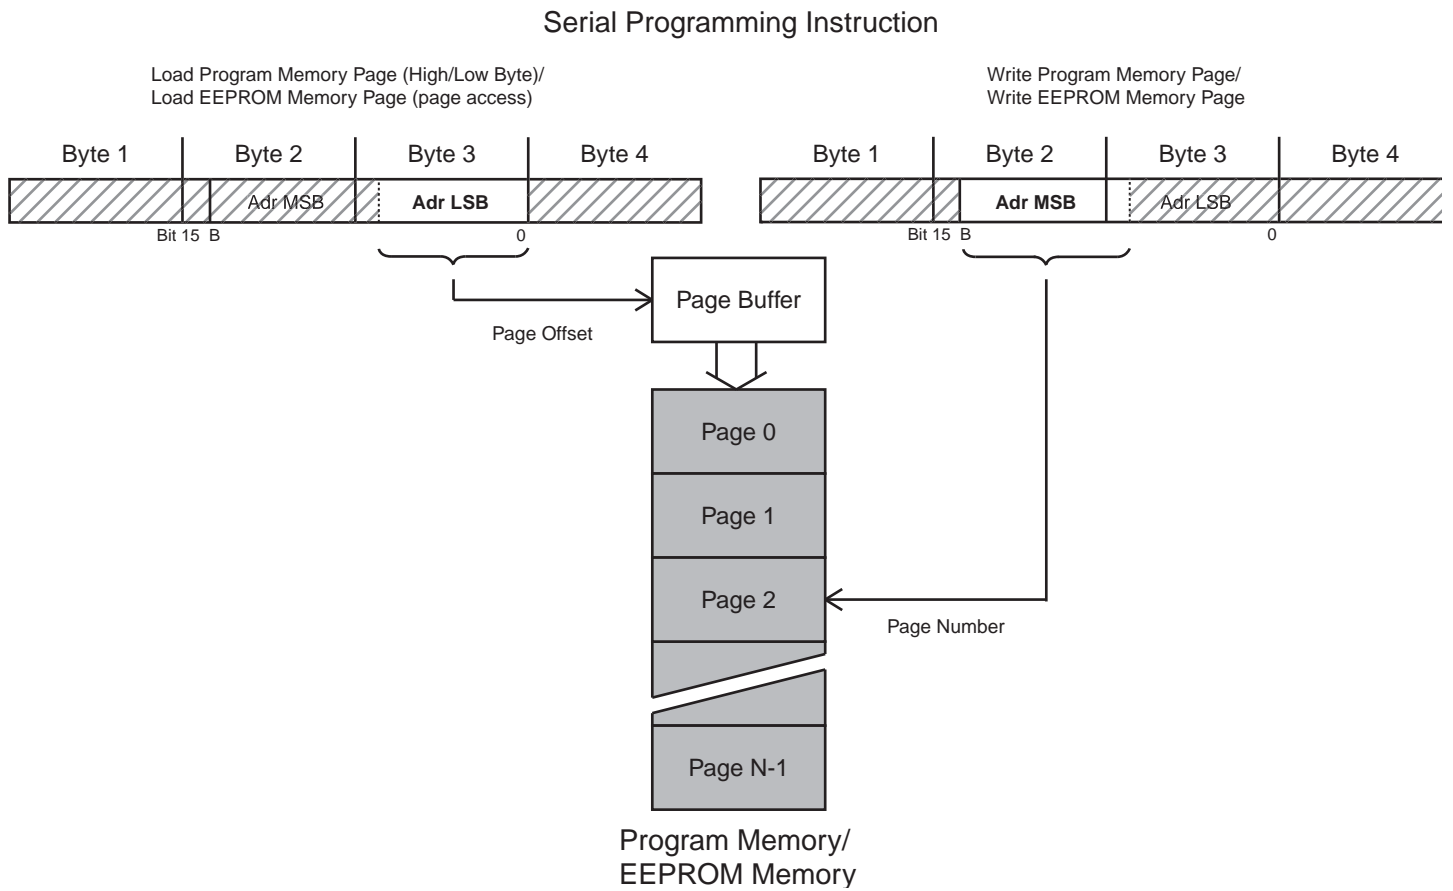 Serial Programming Instruction
Load Program Memory Page (High/Low Byte)/
Load EEPROM Memory Page (page access)
Write Program Memory Page/
Write EEPROM Memory Page
Byte 1 Byte 2 Byte 3 Byte 4
Byte 1 Byte 2 Byte 3 Byte 4
Adr MSB Adr LSB
Adr MSB Adr LSB
Bit 15 B 0
Bit 15 B 0
Page Buffer
Page Offset
Page 0
Page 1
Page 2
Page Number
Page N-1
Program Memory/
EEPROM Memory